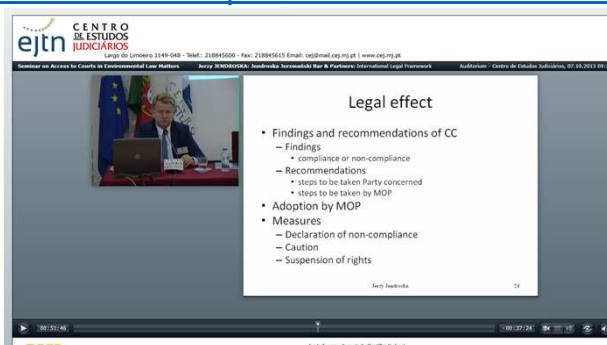 ejtn
CENTRO
DE ESTUDOS
JUDICIÁRIOS
Largo do Limoeiro 1149-048 - Telef.: 218845600 - Fax: 218845615 Email: cej@mail.cej.mj.pt | www.cej.mj.pt
Seminar on Access to Courts in Environmental Law Matters
Jerzy JENDROSKA: Jendroska Jerzmański Bar & Partners: International Legal Framework
Auditorium - Centro de Estudos Judiciários, 07.10.2013
Legal effect
• Findings and recommendations of CC
– Findings
• compliance or non-compliance
– Recommendations
• steps to be taken Party concerned
• steps to be taken by MOP
• Adoption by MOP
• Measures
– Declaration of non-compliance
– Caution
– Suspension of rights
Jerzy Jendroska
24
00:51:46
-00:37:24